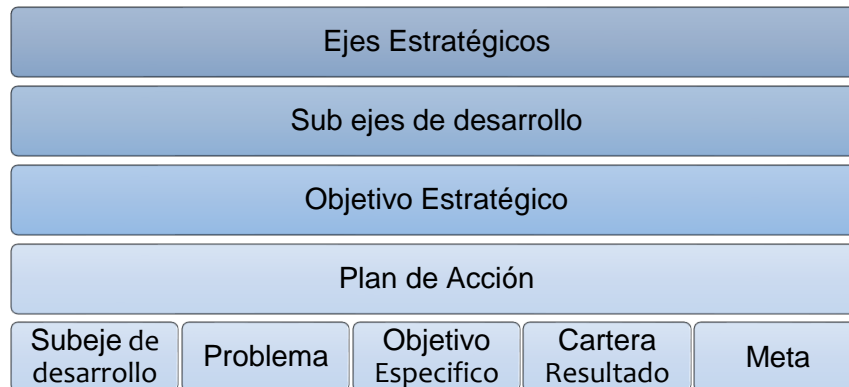 Ejes Estratégicos
Sub ejes de desarrollo
Objetivo Estratégico
Plan de Acción
Subeje de
desarrollo
Problema
Objetivo
Especifico
Cartera
Resultado
Meta